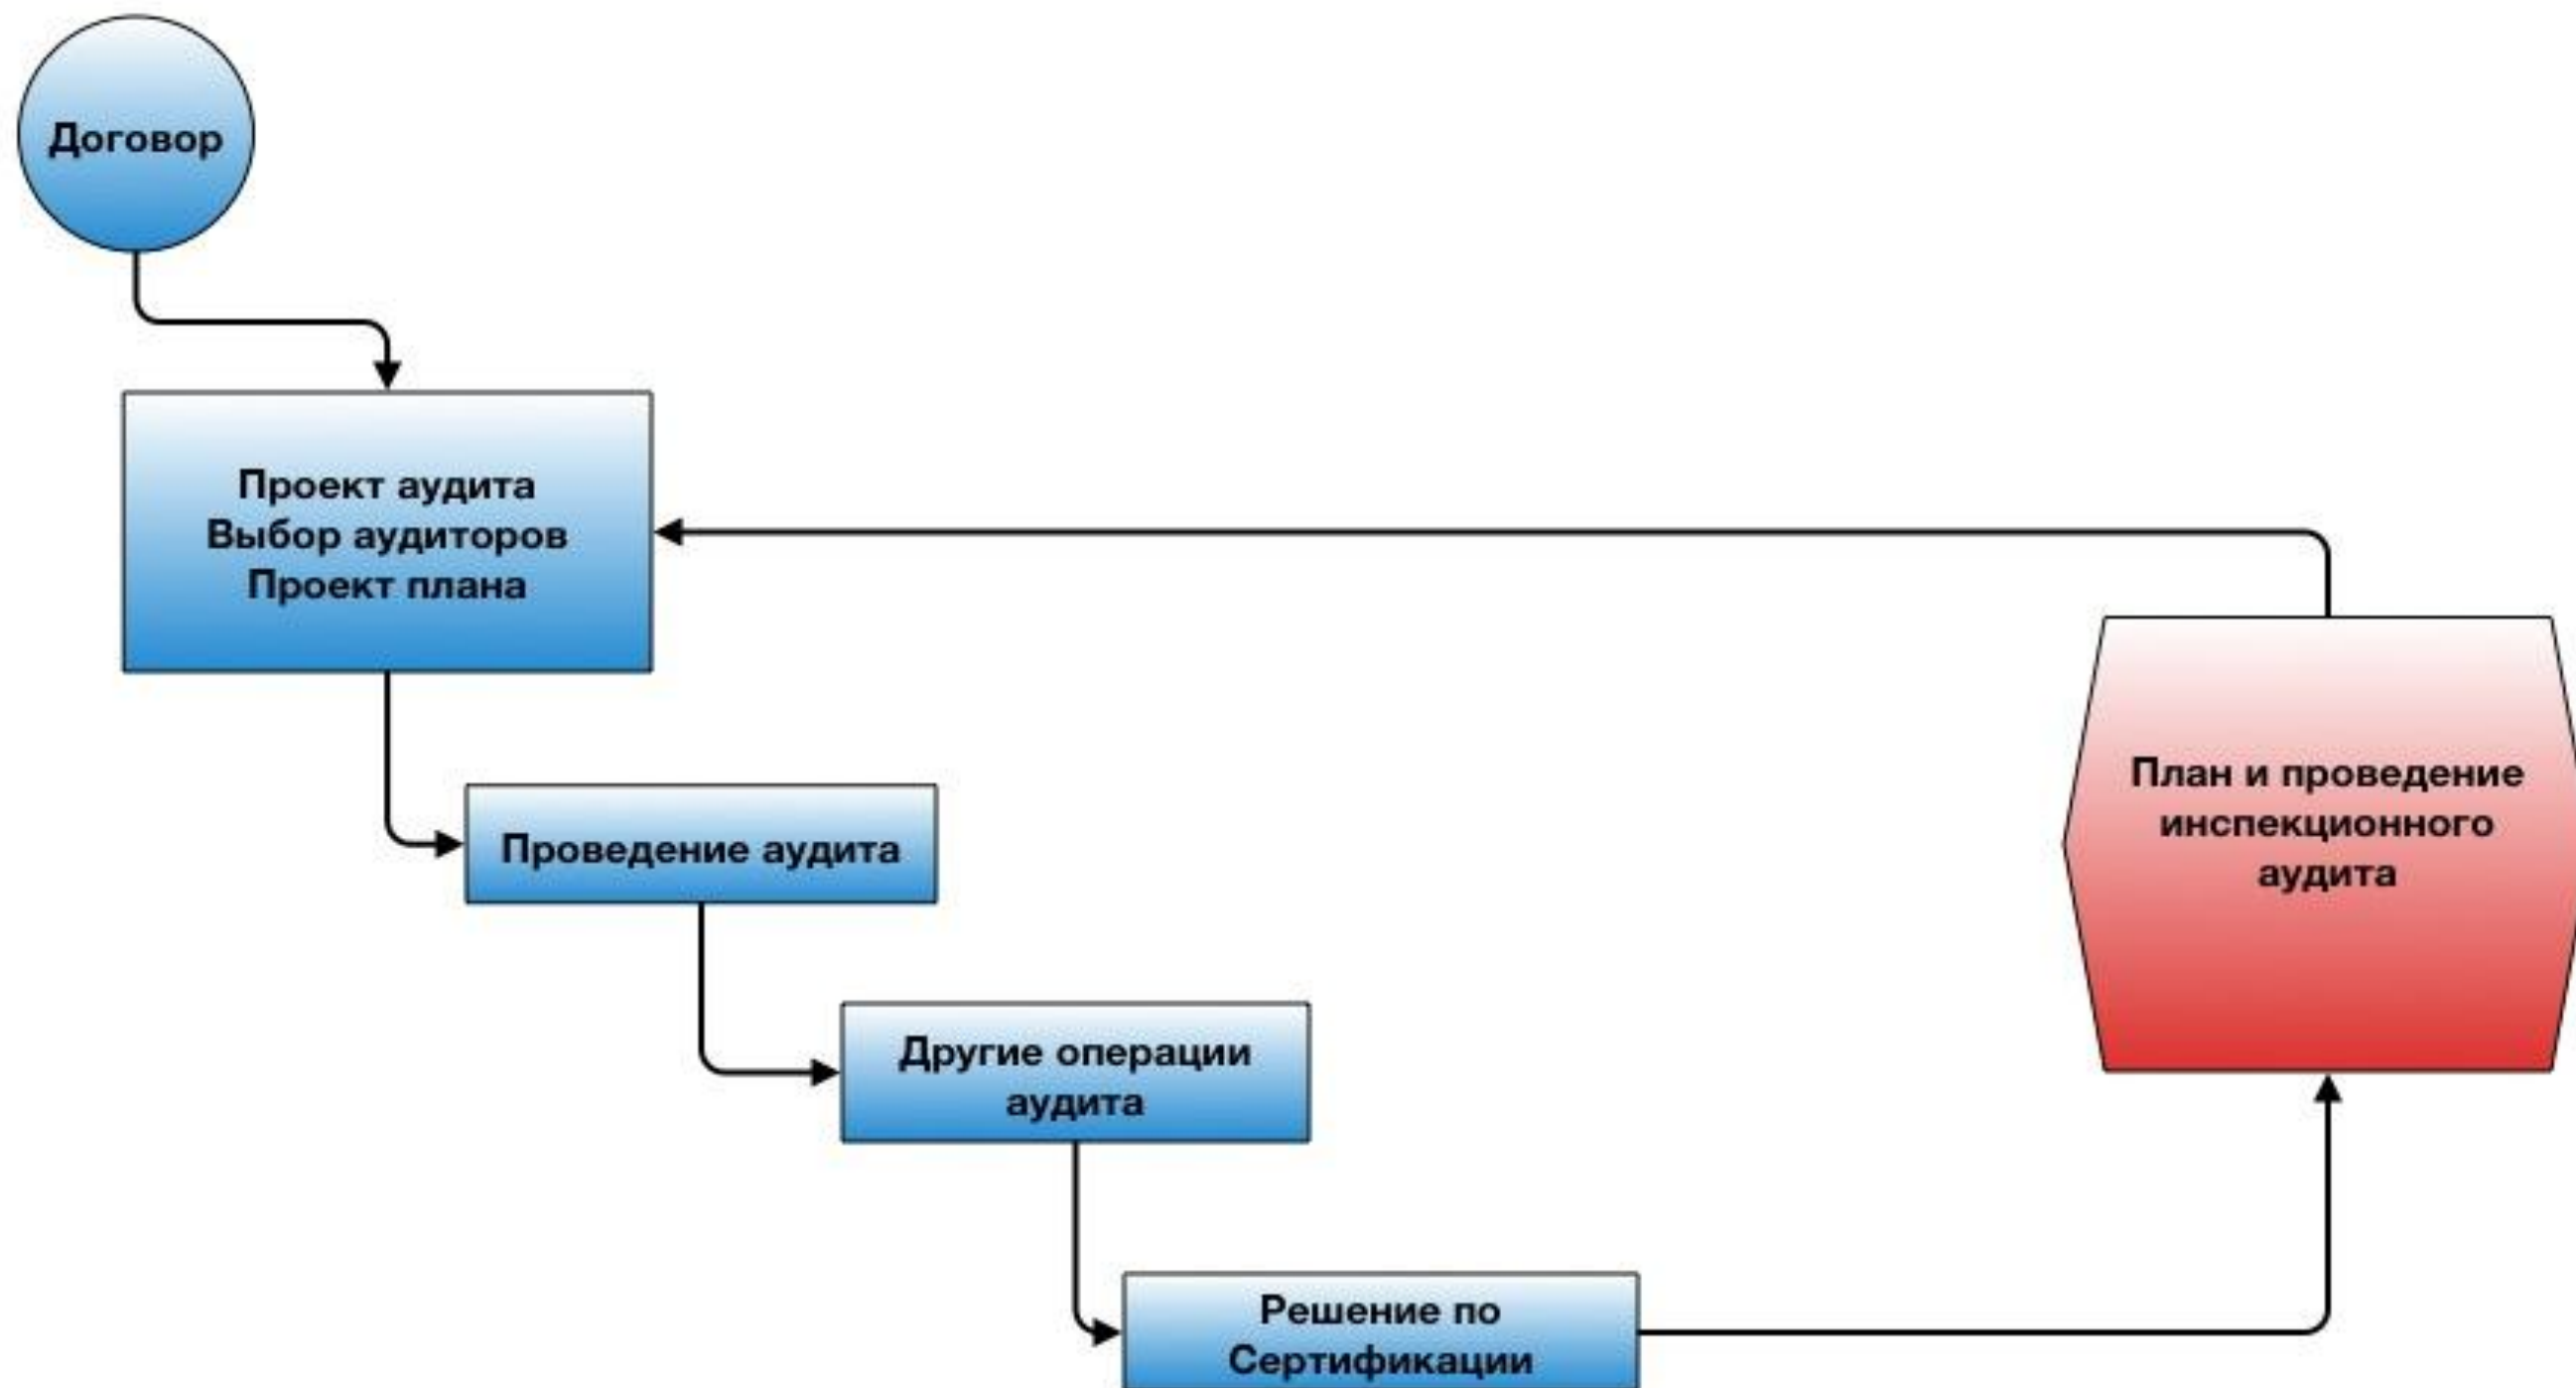 Договор
Проект аудита
Выбор аудиторов
Проект плана
Проведение аудита
Другие операции
аудита
Решение по
Сертификации
План и проведение
инспекционного
аудита